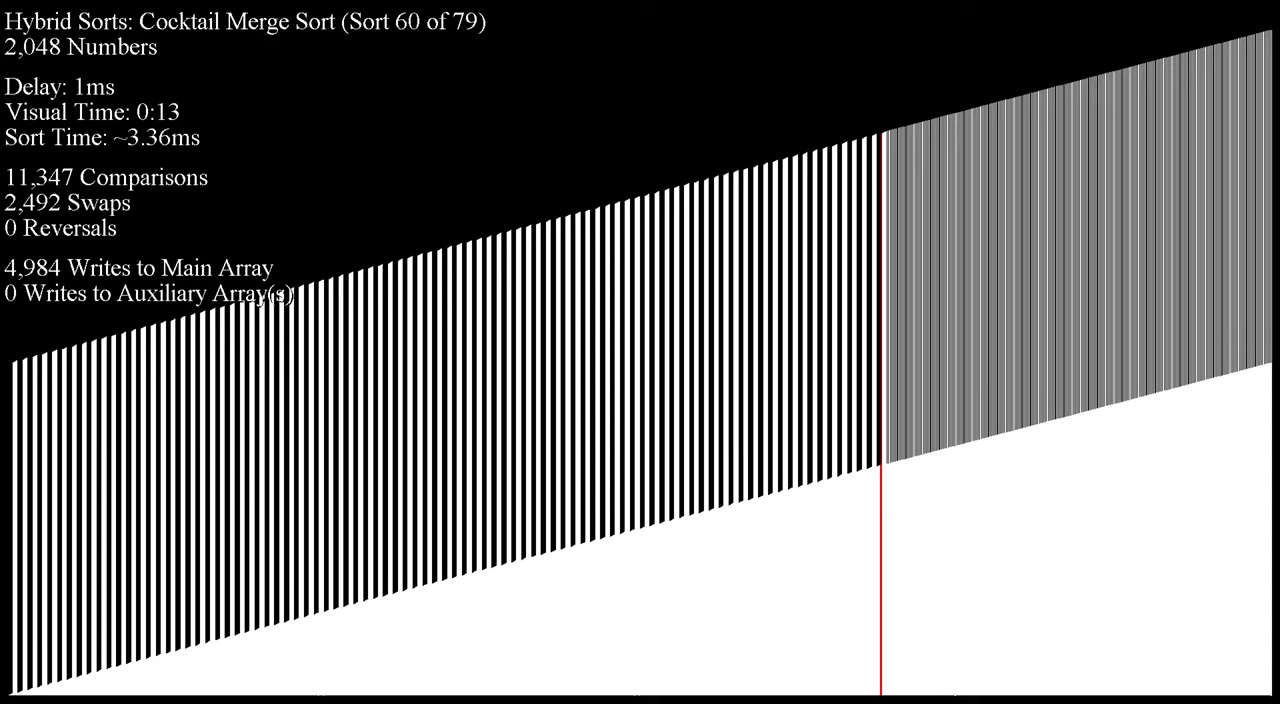 Hybrid Sorts: Cocktail Merge Sort (Sort 60 of 79)
2,048 Numbers
Delay: 1ms
Visual Time: 0:13
Sort Time: ~3.36ms
11,347 Comparisons
2,492 Swaps
0 Reversals
4,984 Writes to Main Array
0 Writes to Auxiliary Array(s)